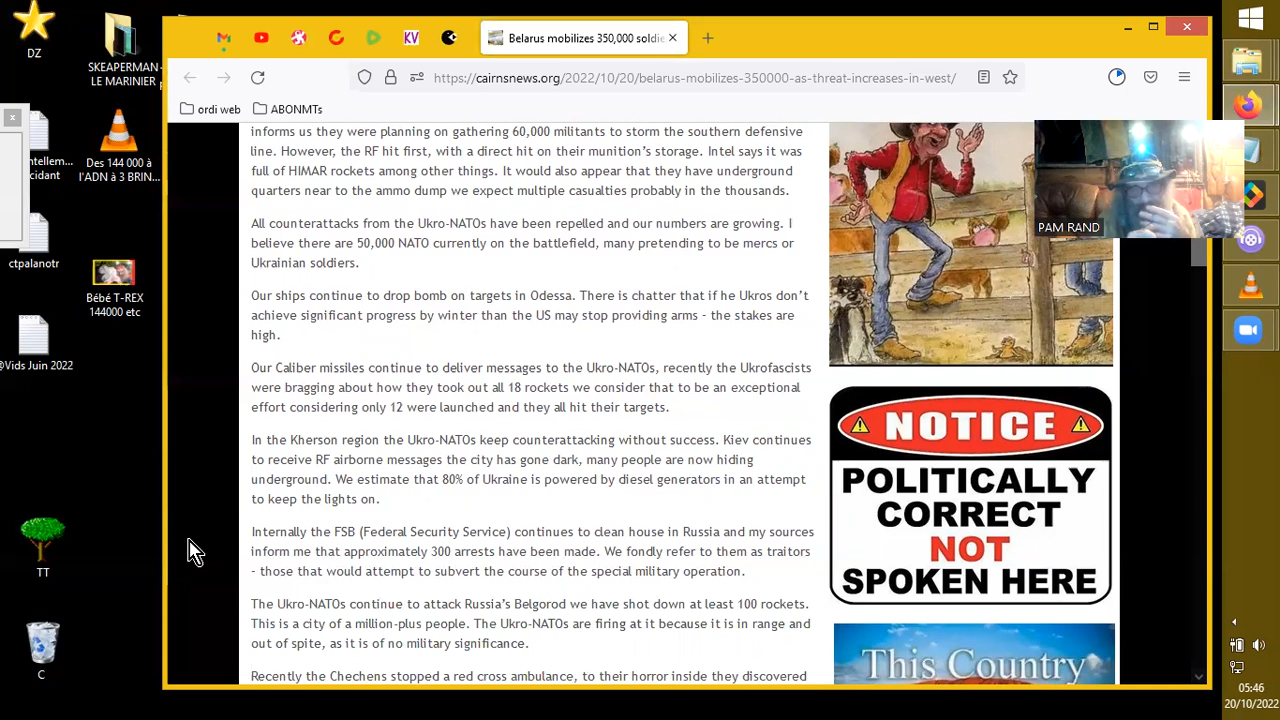 DZ
SKEAPERMAN-
LE MARINIER
Des 144 000 à
l'ADN à 3 BRIN...
ntellem...
cidant
ctpalanotr
Bébé T-REX
144000 etc
@Vids Juin 2022
TT
C
x
KV
Belarus mobilizes 350,000 soldie
https://cairnsnews.org/2022/10/20/belarus-mobilizes-350000-as-threat-increases-in-west/
ordi web
ABONMTs
informs us they were planning on gathering 60,000 militants to storm the southern defensive
line. However, the RF hit first, with a direct hit on their munition’s storage. Intel says it was
full of HIMAR rockets among other things. It would also appear that they have underground
quarters near to the ammo dump we expect multiple casualties probably in the thousands.
All counterattacks from the Ukro-NATOs have been repelled and our numbers are growing. I
believe there are 50,000 NATO currently on the battlefield, many pretending to be mercs or
Ukrainian soldiers.
Our ships continue to drop bomb on targets in Odessa. There is chatter that if he Ukros don’t
achieve significant progress by winter than the US may stop providing arms – the stakes are
high.
Our Caliber missiles continue to deliver messages to the Ukro-NATOs, recently the Ukrofascists
were bragging about how they took out all 18 rockets we consider that to be an exceptional
effort considering only 12 were launched and they all hit their targets.
In the Kherson region the Ukro-NATOs keep counterattacking without success. Kiev continues
to receive RF airborne messages the city has gone dark, many people are now hiding
underground. We estimate that 80% of Ukraine is powered by diesel generators in an attempt
to keep the lights on.
Internally the FSB (Federal Security Service) continues to clean house in Russia and my sources
inform me that approximately 300 arrests have been made. We fondly refer to them as traitors
– those that would attempt to subvert the course of the special military operation.
The Ukro-NATOs continue to attack Russia’s Belgorod we have shot down at least 100 rockets.
This is a city of a million-plus people. The Ukro-NATOs are firing at it because it is in range and
out of spite, as it is of no military significance.
Recently the Chechens stopped a red cross ambulance, to their horror inside they discovered
PAM RAND
NOTICE
POLITICALLY
CORRECT
NOT
SPOKEN HERE
This Country
05:46
20/10/2022